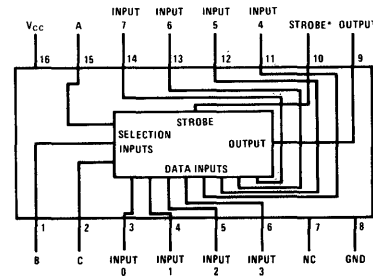 INPUT INPUT INPUT INPUT
VCC A 7 6 5 4 STROBE* OUTPUT
16 15 14 13 12 11 10 9
STROBE
SELECTION
INPUTS
OUTPUT
DATA INPUTS
1 2 3 4 5 6 7 8
B C INPUT INPUT INPUT INPUT NC GND
0 1 2 3